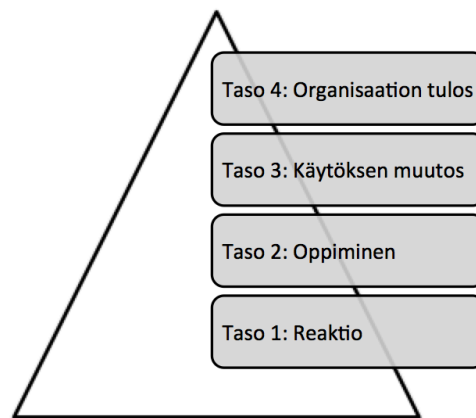 Taso 4: Organisaation tulos
Taso 3: Käytöksen muutos
Taso 2: Oppiminen
Taso 1: Reaktio